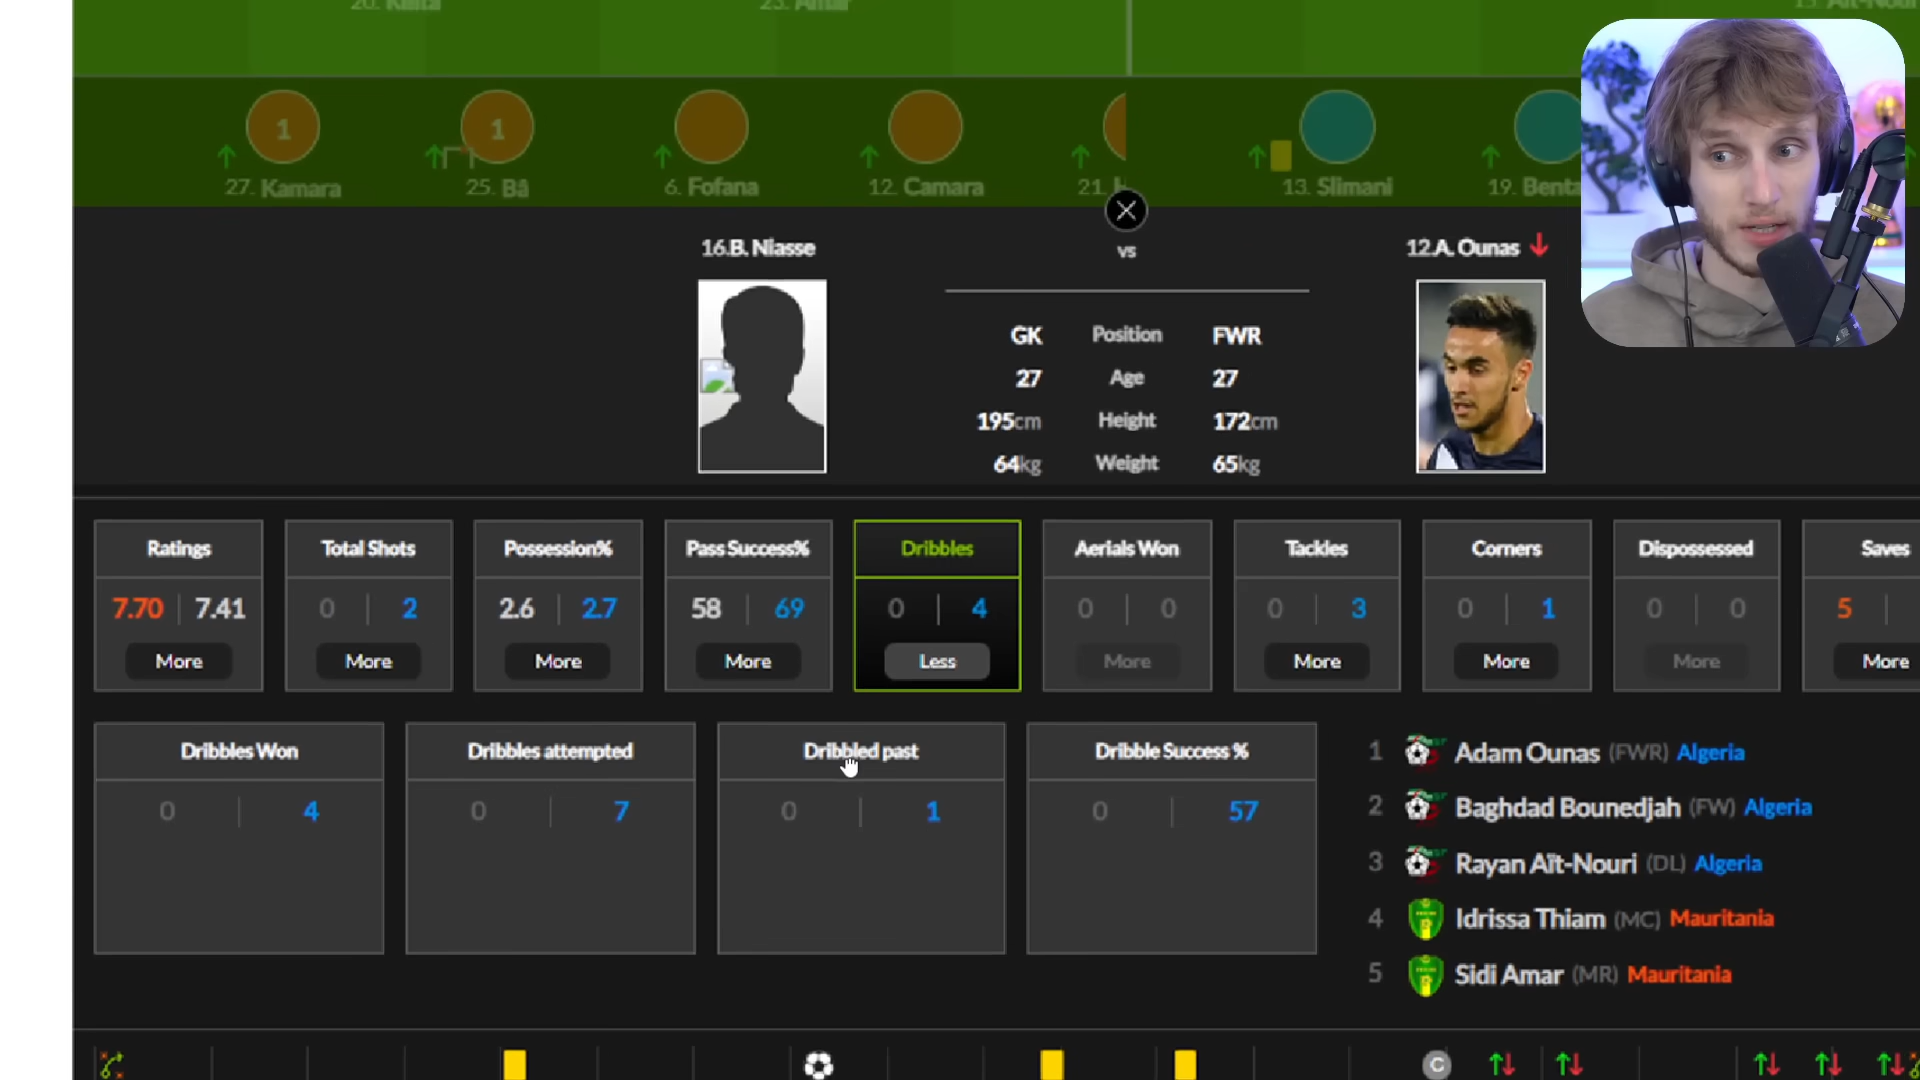 20. Keita
23. Amar
1
1
27. Kamara
25. Bâ
6. Fofana
12. Camara
21.
13. Slimani
19. Benta
16.B. Niasse
vs
12.A. Ounas
GK Position FWR
27 Age 27
195cm Height 172cm
64kg Weight 65kg
Ratings
Total Shots
Possession%
Pass Success%
Dribbles
Aerials Won
Tackles
Corners
Dispossessed
Saves
7.70 7.41
0 2
2.6 2.7
58 69
0 4
0 0
0 3
0 1
0 0
5
More
More
More
More
Less
More
More
More
More
More
Dribbles Won
Dribbles attempted
Dribbled past
Dribble Success %
0 4
0 7
0 1
0 57
1 Adam Ounas (FWR) Algeria
2 Baghdad Bounedjah (FW) Algeria
3 Rayan Aït-Nouri (DL) Algeria
4 Idrissa Thiam (MC) Mauritania
5 Sidi Amar (MR) Mauritania
C